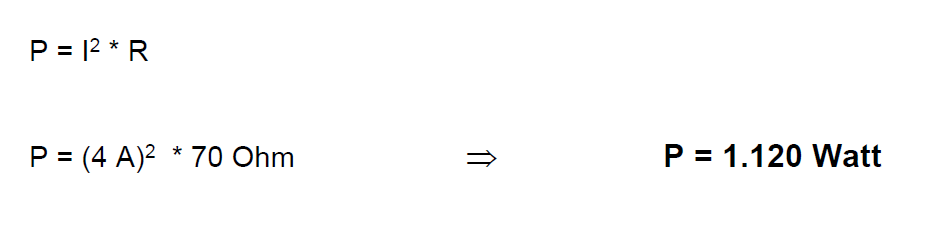 P = I² * R
P = (4 A)² * 70 Ohm ⇒ P = 1.120 Watt